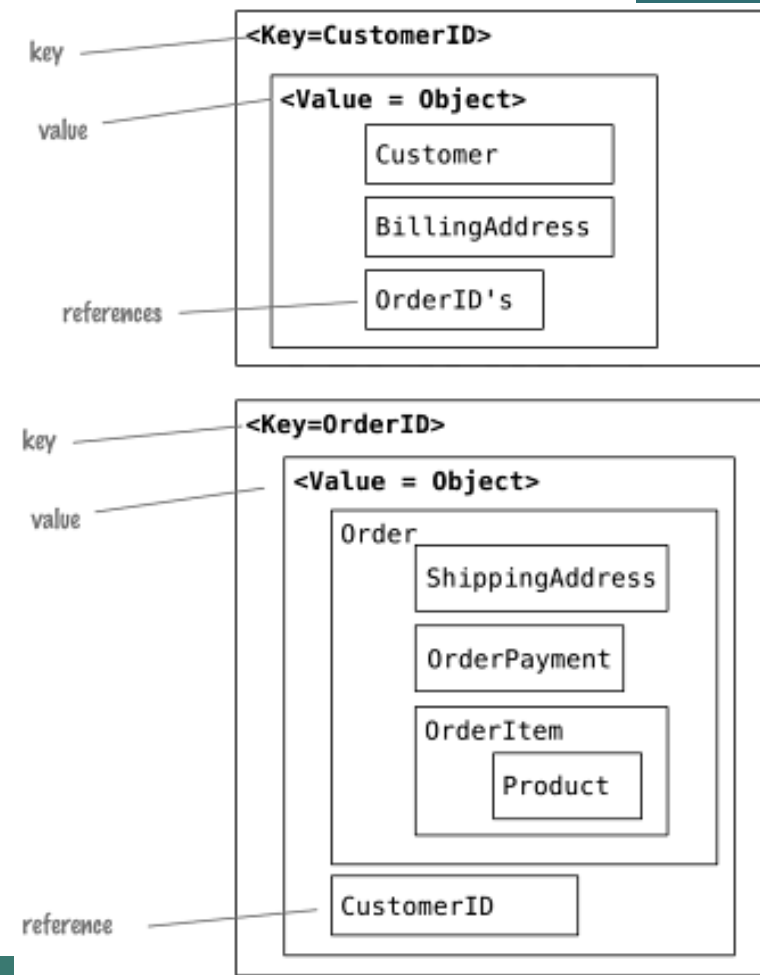 <Key=CustomerID>
key
<Value = Object>
value
Customer
BillingAddress
OrderID's
references
<Key=OrderID>
key
<Value = Object>
value
Order
ShippingAddress
OrderPayment
OrderItem
Product
CustomerID
reference